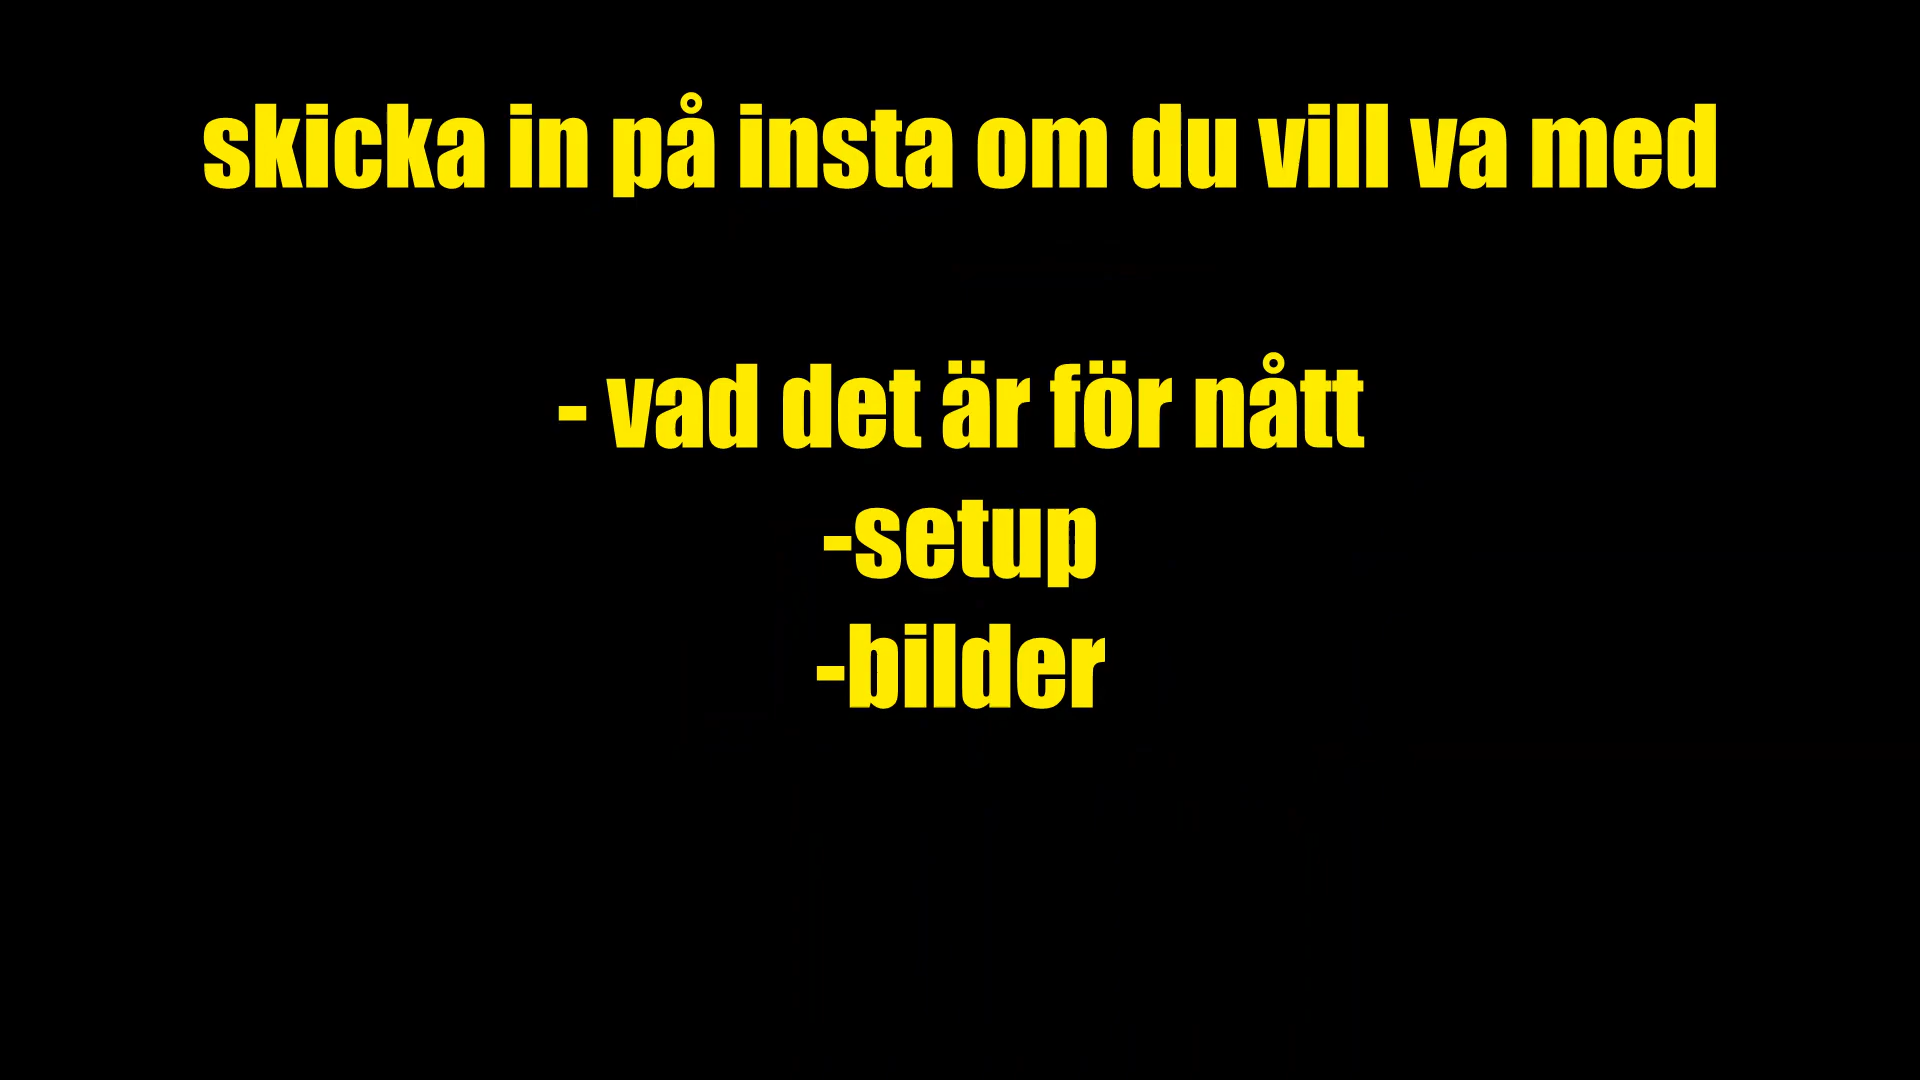 skicka in på insta om du vill va med
- vad det är för nått
-setup
-bilder